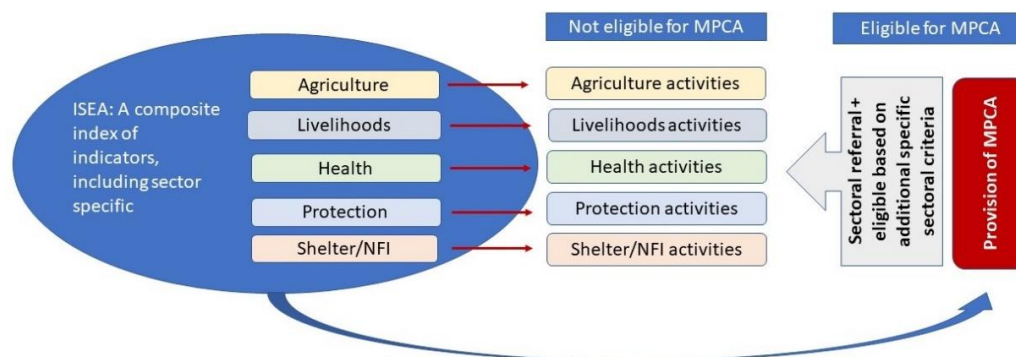 Not eligible for MPCA
Eligible for MPCA
ISEA: A composite
index of
indicators,
including sector
specific
Agriculture
Livelihoods
Health
Protection
Shelter/NFI
Agriculture activities
Livelihoods activities
Health activities
Protection activities
Shelter/NFI activities
Sectoral referral +
eligible based on
additional specific
sectoral criteria
Provision of MPCA